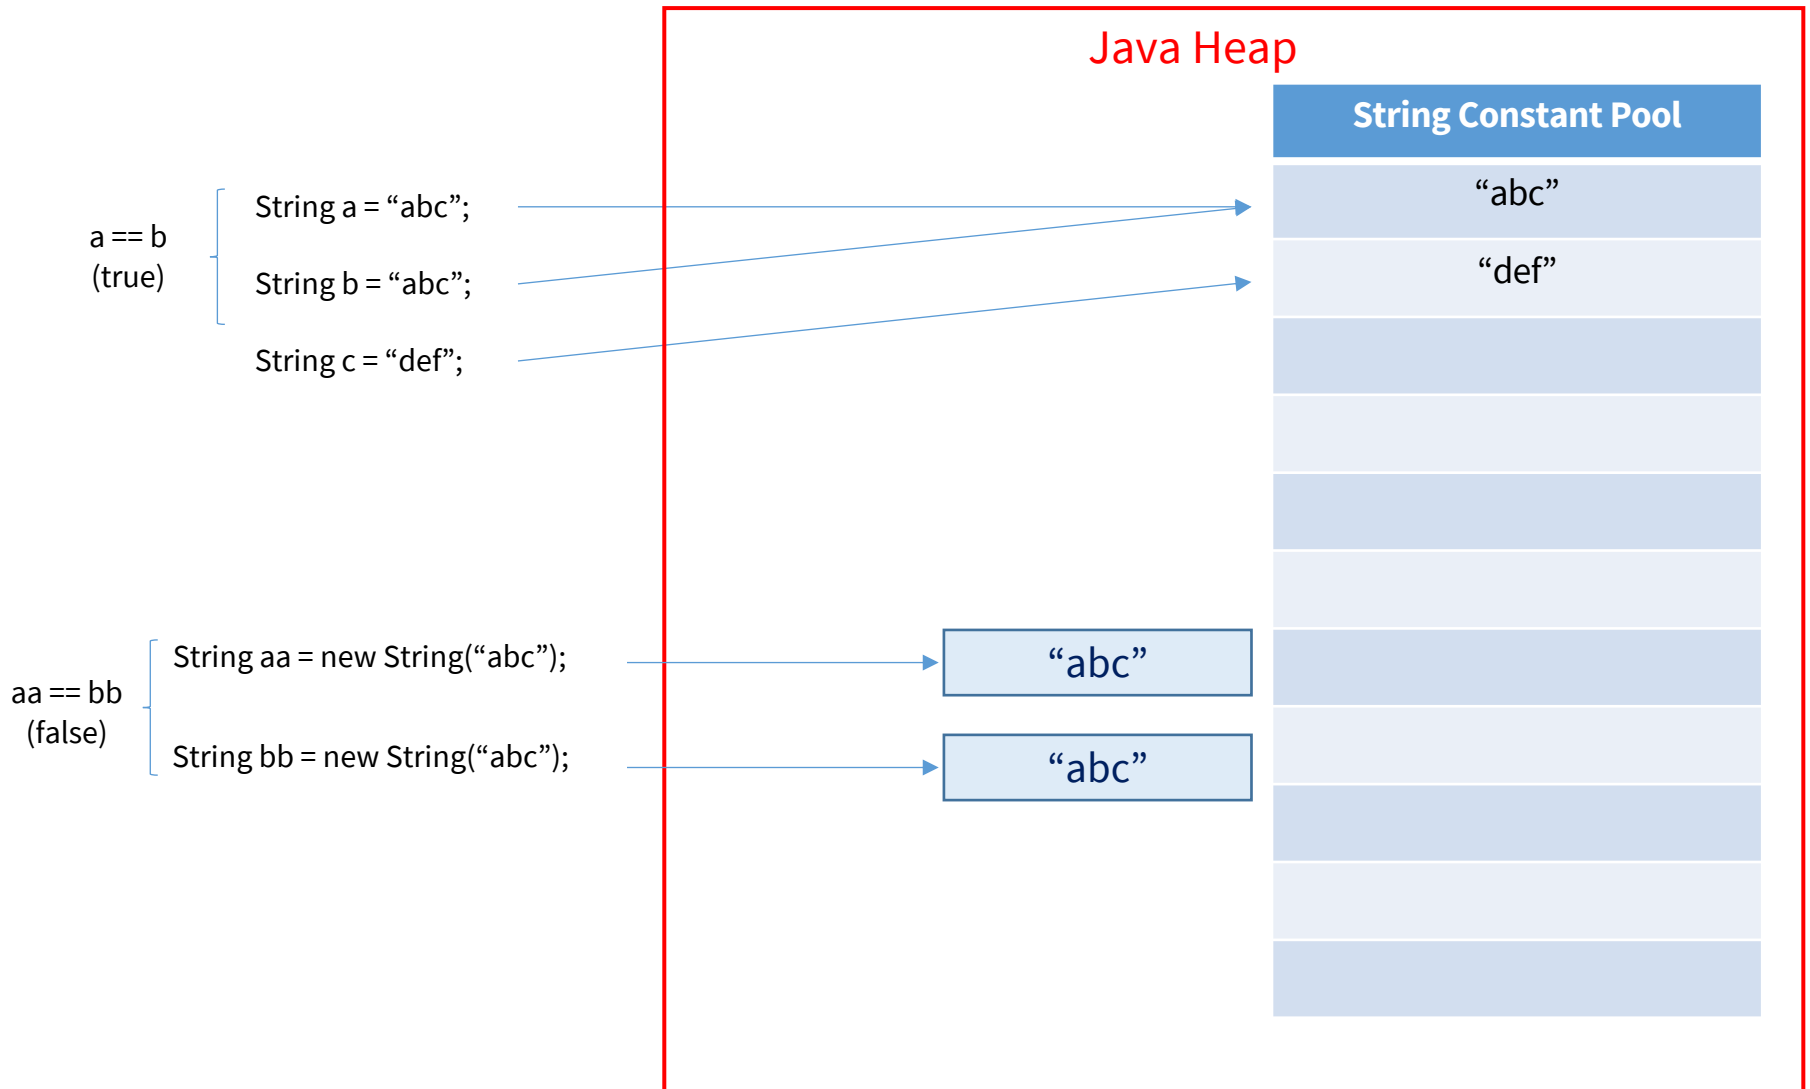 Java Heap
String Constant Pool
“abc”
“def”
a == b
(true)
String a = “abc”;
String b = “abc”;
String c = “def”;
aa == bb
(false)
String aa = new String(“abc”);
String bb = new String(“abc”);
“abc”
“abc”